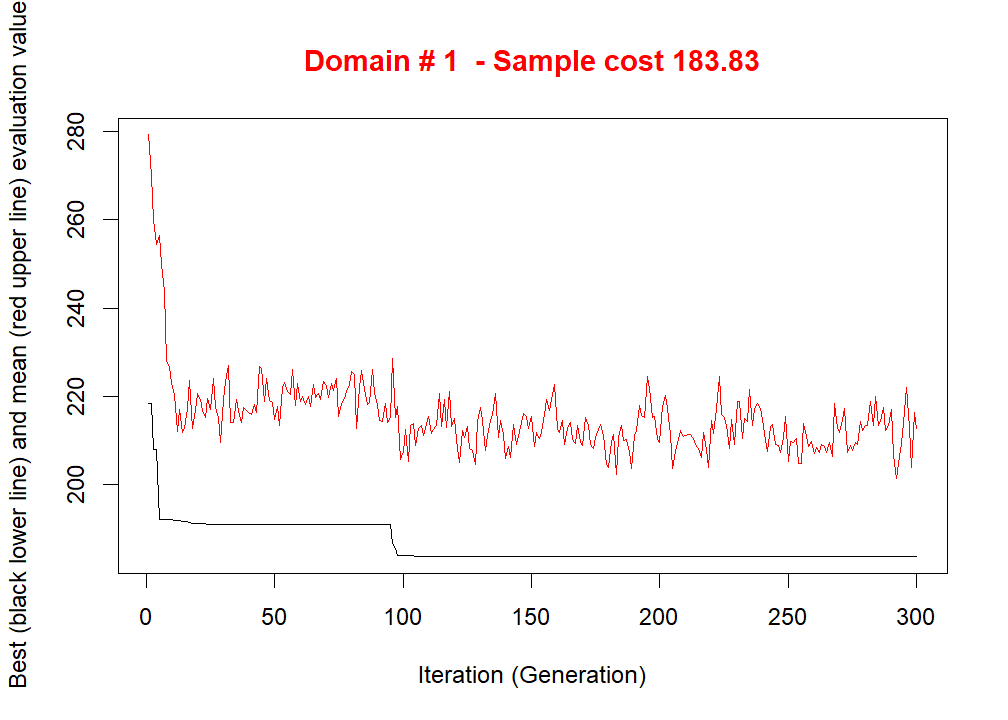 Domain # 1  - Sample cost 183.83
Best (black lower line) and mean (red upper line) evaluation value
280
260
240
220
200
0 50 100 150 200 250 300
Iteration (Generation)